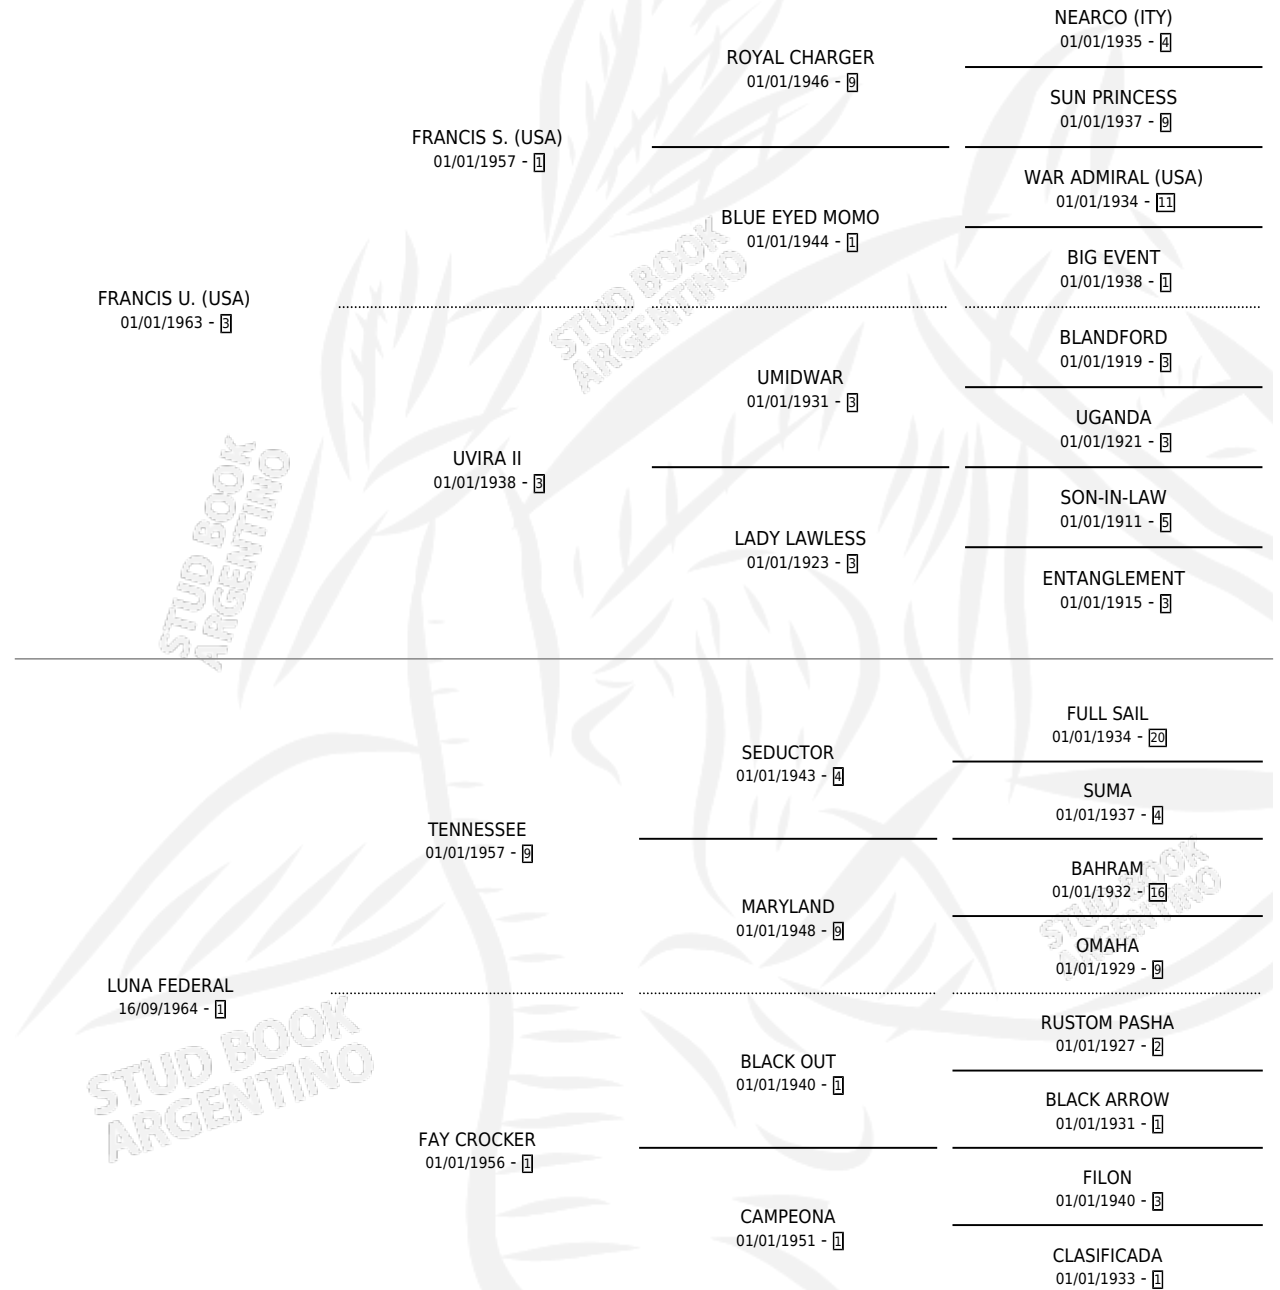 NEARCO (ITY)
01/01/1935 - 4
ROYAL CHARGER
01/01/1946 - 9
SUN PRINCESS
01/01/1937 - 9
FRANCIS S. (USA)
01/01/1957 - 1
WAR ADMIRAL (USA)
01/01/1934 - 11
BLUE EYED MOMO
01/01/1944 - 1
BIG EVENT
01/01/1938 - 1
FRANCIS U. (USA)
01/01/1963 - 3
BLANDFORD
01/01/1919 - 3
UMIDWAR
01/01/1931 - 3
UGANDA
01/01/1921 - 3
UVIRA II
01/01/1938 - 3
SON-IN-LAW
01/01/1911 - 5
LADY LAWLESS
01/01/1923 - 3
ENTANGLEMENT
01/01/1915 - 3
FULL SAIL
01/01/1934 - 20
SEDUCTOR
01/01/1943 - 4
SUMA
01/01/1937 - 4
TENNESSEE
01/01/1957 - 9
BAHRAM
01/01/1932 - 16
MARYLAND
01/01/1948 - 9
OMAHA
01/01/1929 - 9
LUNA FEDERAL
16/09/1964 - 1
RUSTOM PASHA
01/01/1927 - 2
BLACK OUT
01/01/1940 - 1
BLACK ARROW
01/01/1931 - 1
FAY CROCKER
01/01/1956 - 1
FILON
01/01/1940 - 3
CAMPEONA
01/01/1951 - 1
CLASIFICADA
01/01/1933 - 1
STUD BOOK
ARGENTINO
STUD BOOK
ARGENTINO
STUD BOOK
ARGENTINO
STUD BOOK
ARGENTINO